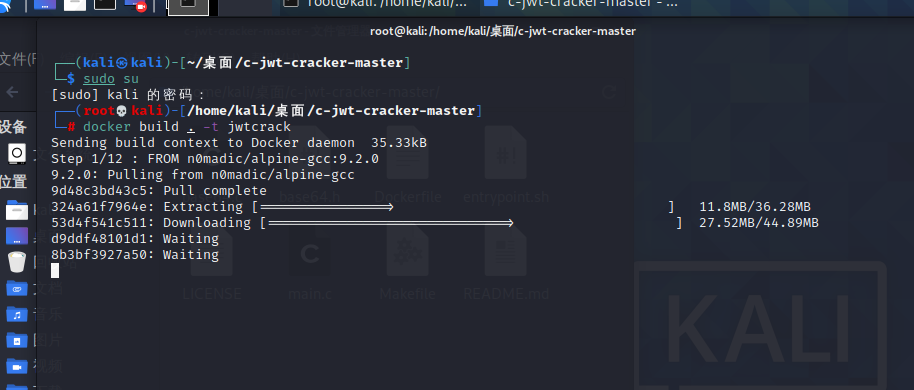 root@kali: /home/kali/...
c-jwt-cracker-master - ...
root@kali: /home/kali/桌面/c-jwt-cracker-master
文件(F
设备
位置
┌──(kali㉿kali)-[~/桌面/c-jwt-cracker-master]
└─$ sudo su
[sudo] kali 的密码：
┌──(root💀kali)-[/home/kali/桌面/c-jwt-cracker-master]
└─# docker build . -t jwtcrack
Sending build context to Docker daemon  35.33kB
Step 1/12 : FROM n0madic/alpine-gcc:9.2.0
9.2.0: Pulling from n0madic/alpine-gcc
9d48c3bd43c5: Pull complete
324a61f7964e: Extracting [==============>                                    ]   11.8MB/36.28MB
53d4f541c511: Downloading [==============================>                    ]  27.52MB/44.89MB
d9ddf48101d1: Waiting
8b3bf3927a50: Waiting
base64.h
Dockerfile
entrypoint.sh
LICENSE
main.c
Makefile
README.md
KALI